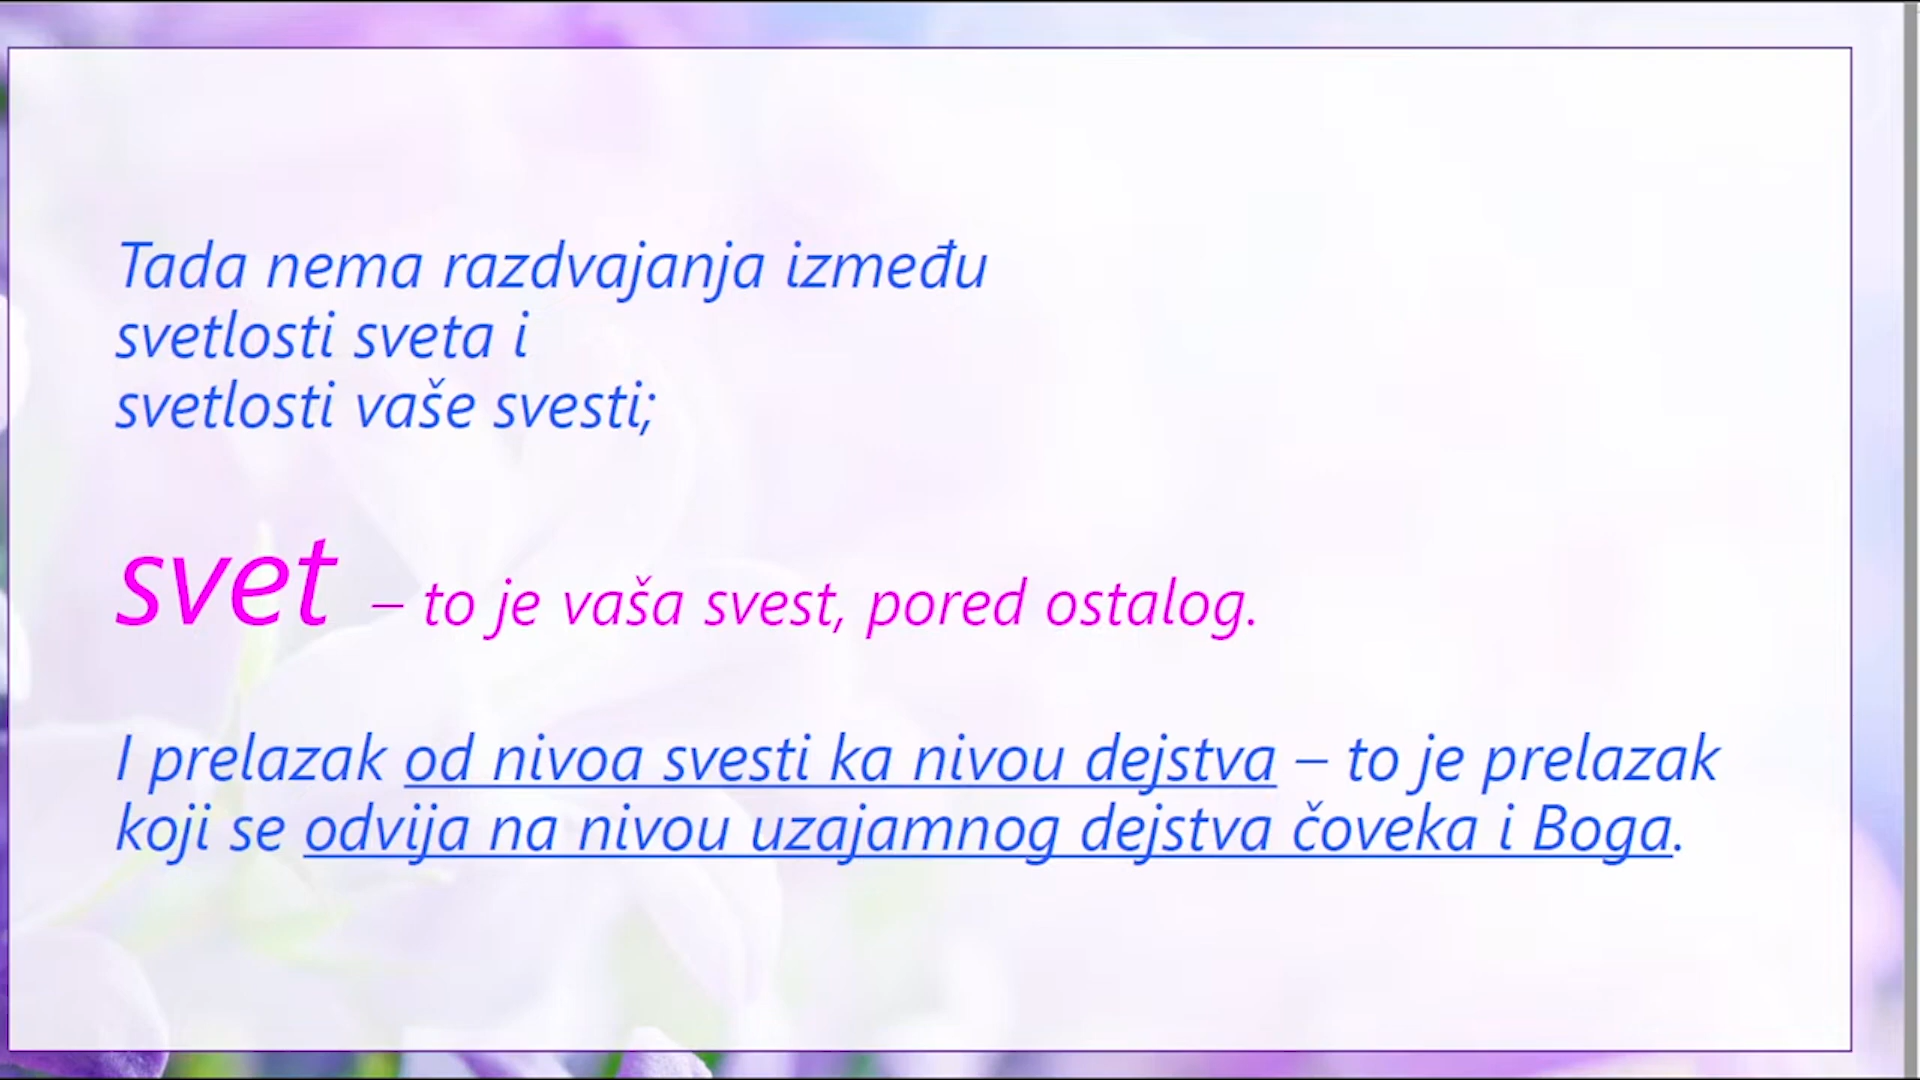 Tada nema razdvajanja između
svetlosti sveta i
svetlosti vaše svesti;
svet – to je vaša svest, pored ostalog.
I prelazak od nivoa svesti ka nivou dejstva – to je prelazak
koji se odvija na nivou uzajamnog dejstva čoveka i Boga.